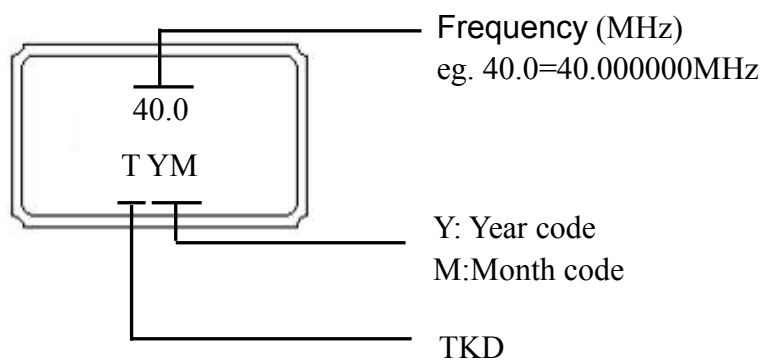 Frequency (MHz)
eg. 40.0=40.000000MHz
40.0
T YM
Y: Year code
M:Month code
TKD